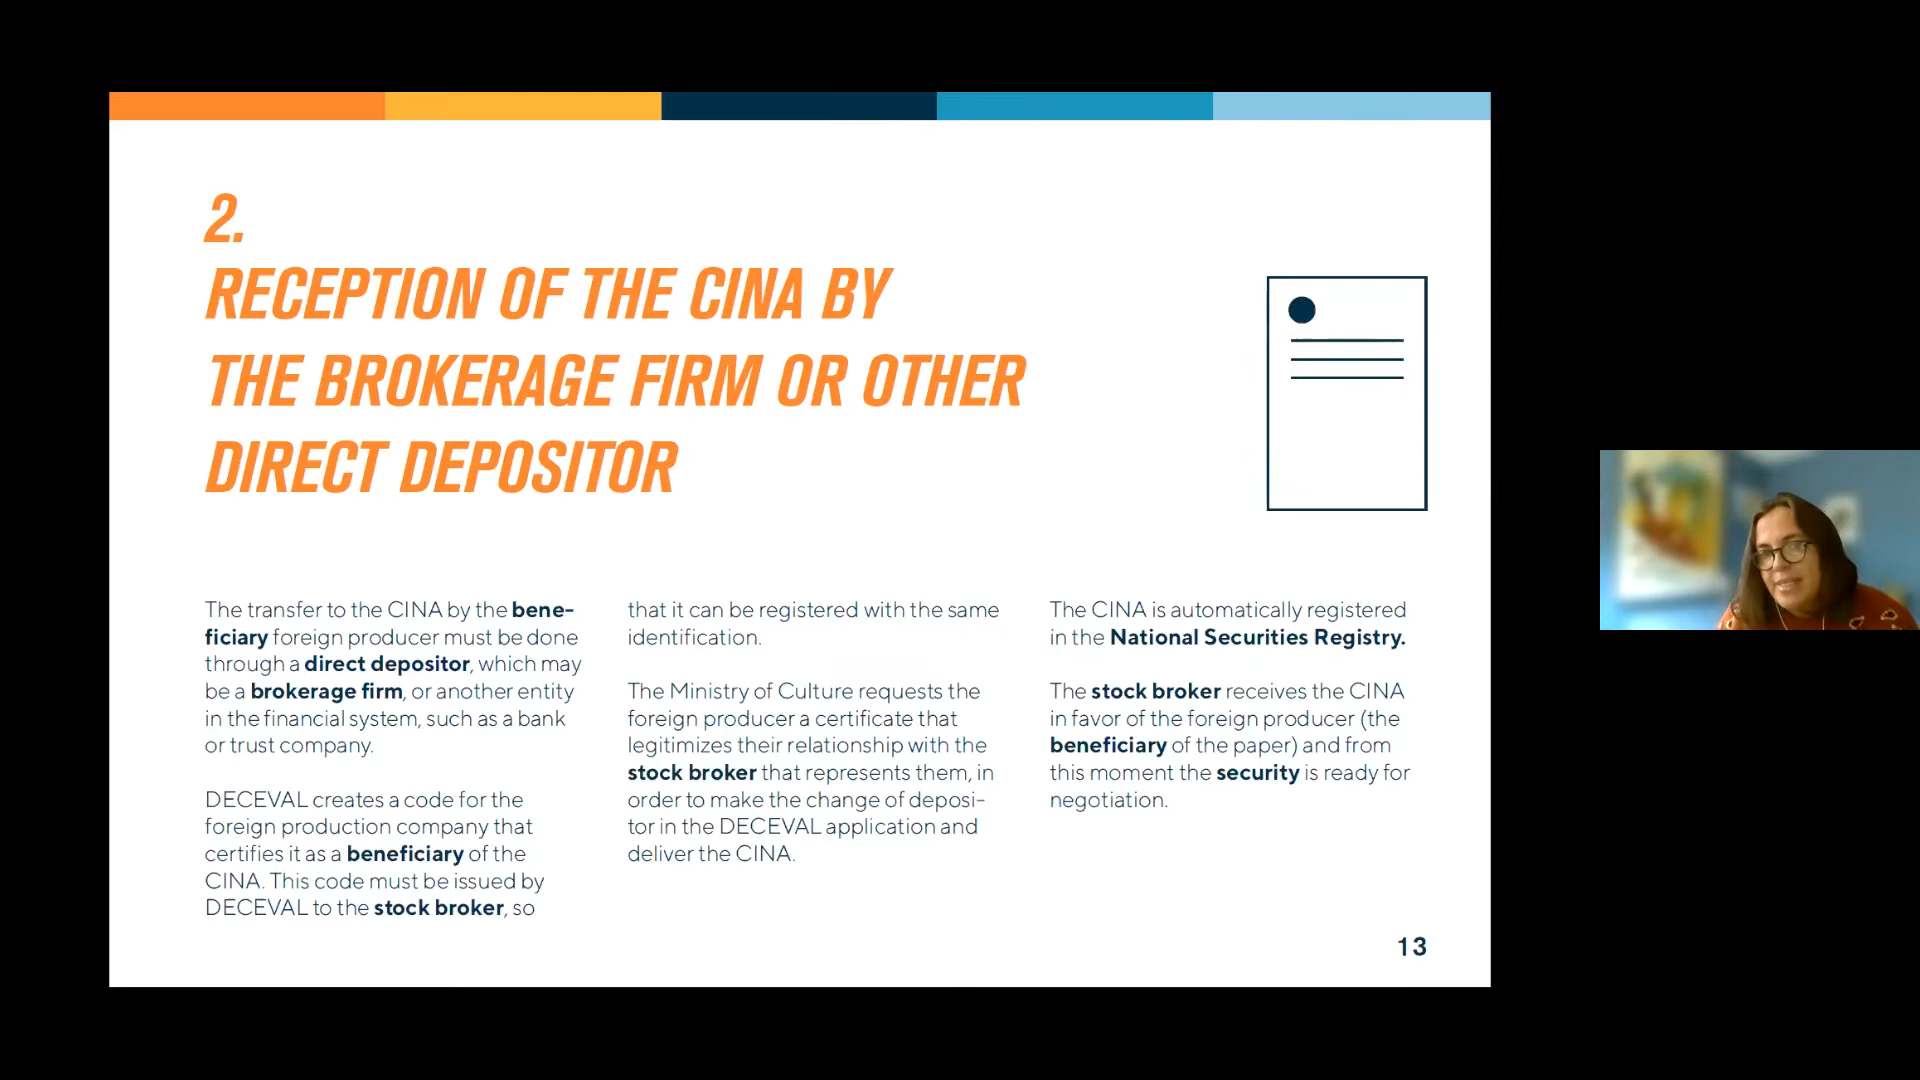 2.
RECEPTION OF THE CINA BY
THE BROKERAGE FIRM OR OTHER
DIRECT DEPOSITOR
The transfer to the CINA by the bene-
ficiary foreign producer must be done
through a direct depositor, which may
be a brokerage firm, or another entity
in the financial system, such as a bank
or trust company.
DECEVAL creates a code for the
foreign production company that
certifies it as a beneficiary of the
CINA. This code must be issued by
DECEVAL to the stock broker, so
that it can be registered with the same
identification.
The Ministry of Culture requests the
foreign producer a certificate that
legitimizes their relationship with the
stock broker that represents them, in
order to make the change of deposi-
tor in the DECEVAL application and
deliver the CINA.
The CINA is automatically registered
in the National Securities Registry.
The stock broker receives the CINA
in favor of the foreign producer (the
beneficiary of the paper) and from
this moment the security is ready for
negotiation.
13